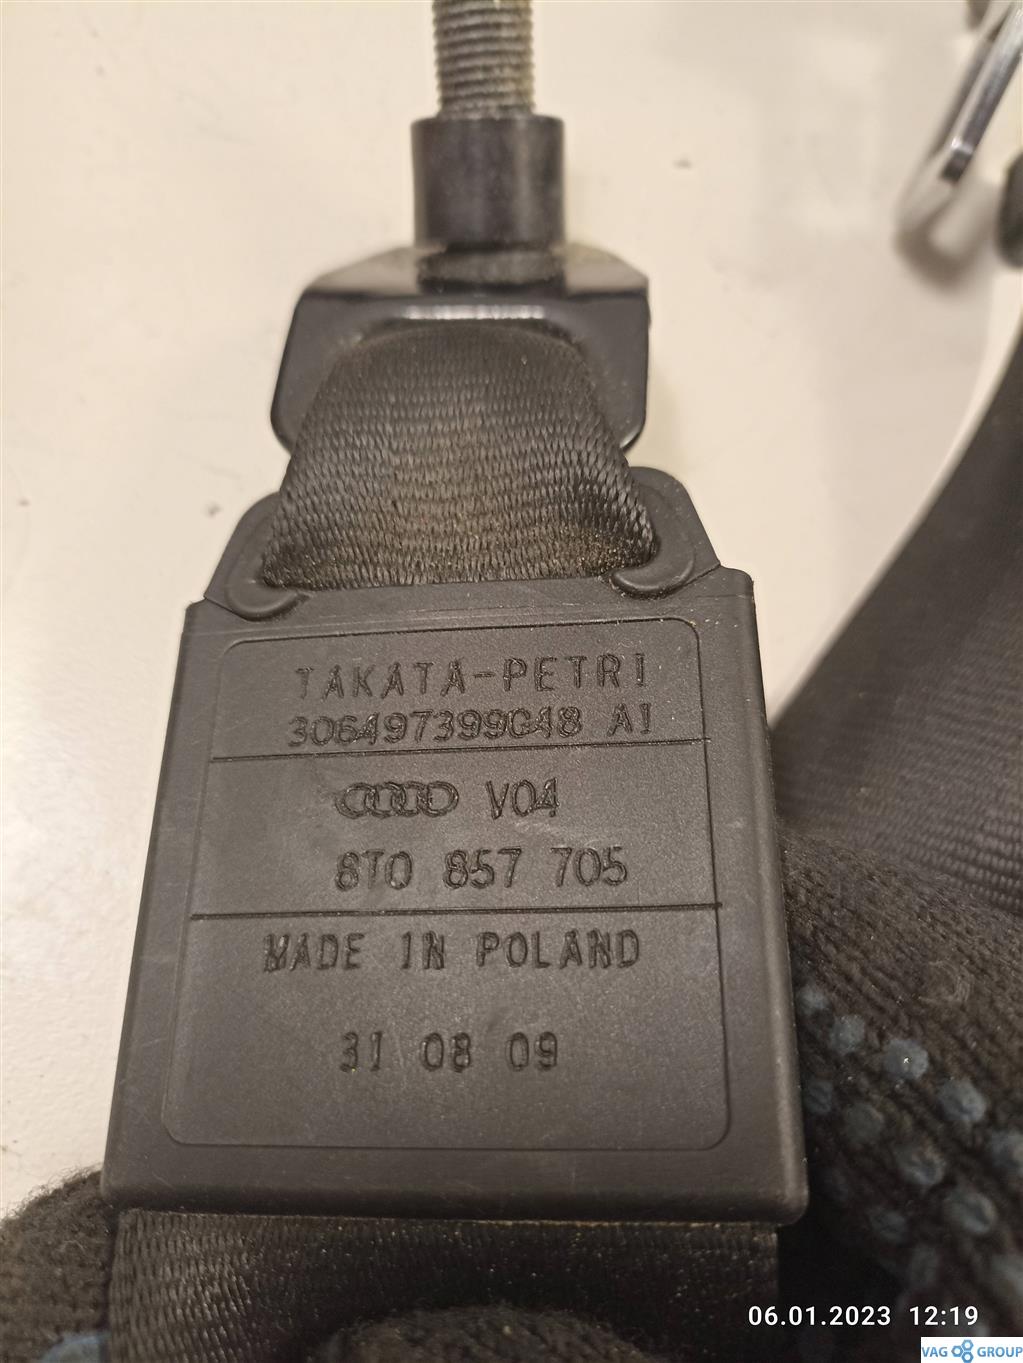 TAKATA-PETRI
306497399G48 AI
V04
8T0 857 705
MADE IN POLAND
31 08 09
06.01.2023 12:19
VAG GROUP